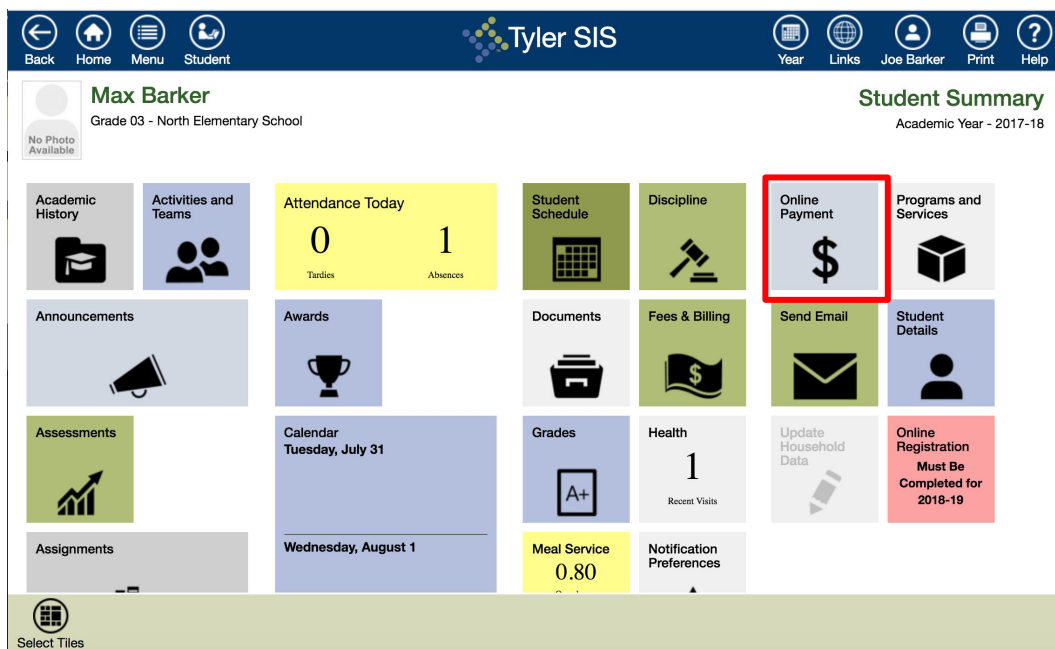 Back
Home
Menu
Student
Tyler SIS
Year
Links
Joe Barker
Print
Help
No Photo
Available
Max Barker
Grade 03 - North Elementary School
Student Summary
Academic Year - 2017-18
Academic
History
Activities and
Teams
Attendance Today
0
1
Tardies
Absences
Student
Schedule
Discipline
Online
Payment
$
Programs and
Services
Announcements
Awards
Documents
Fees & Billing
$
Send Email
Student
Details
Assessments
Calendar
Tuesday, July 31
Wednesday, August 1
Grades
A+
Health
1
Recent Visits
Update
Household
Data
Online
Registration
Must Be
Completed for
2018-19
Assignments
Meal Service
0.80
Notification
Preferences
Select Tiles